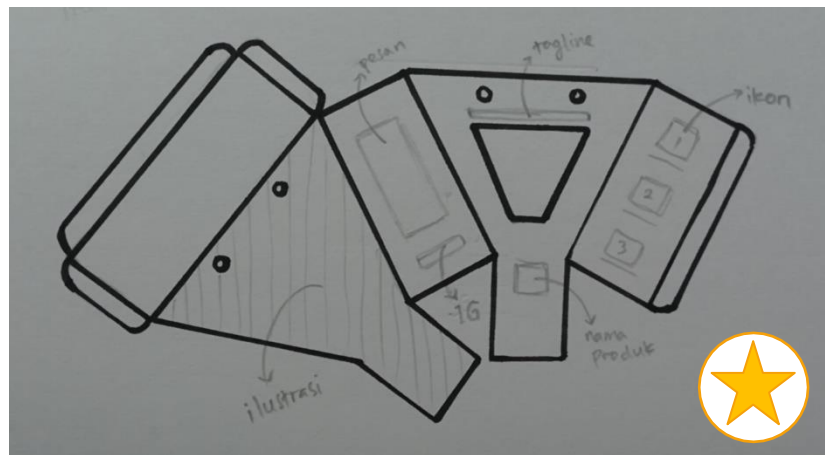 pesan
tagline
ikon
1
2
3
-IG
nama
produk
ilustrasi